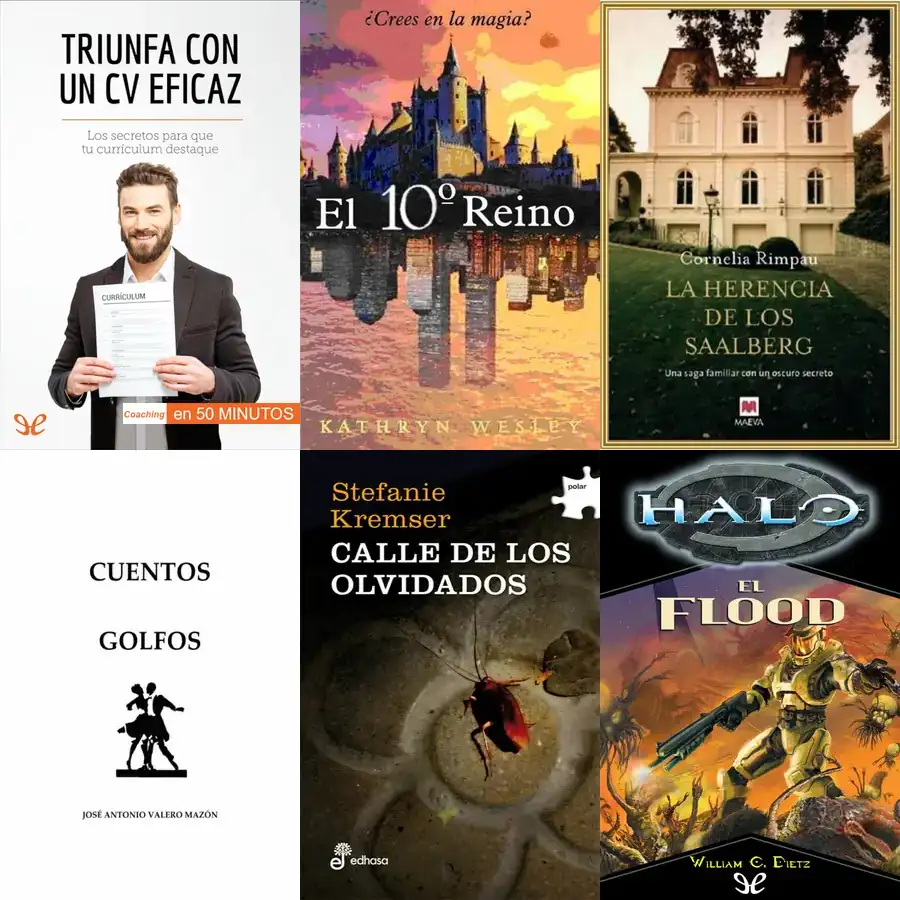 TRIUNFA CON
UN CV EFICAZ
Los secretos para que
tu currículum destaque
CURRÍCULUM
Coaching en 50 MINUTOS
¿Crees en la magia?
El 10º Reino
KATHRYN WESLEY
Cornelia Rimpau
LA HERENCIA
DE LOS
SAALBERG
Una saga familiar con un oscuro secreto
MAEVA
CUENTOS
GOLFOS
JOSÉ ANTONIO VALERO MAZÓN
polar
Stefanie
Kremser
CALLE DE LOS
OLVIDADOS
edhasa
HALO
EL
FLOOD
WILLIAM C. DIETZ